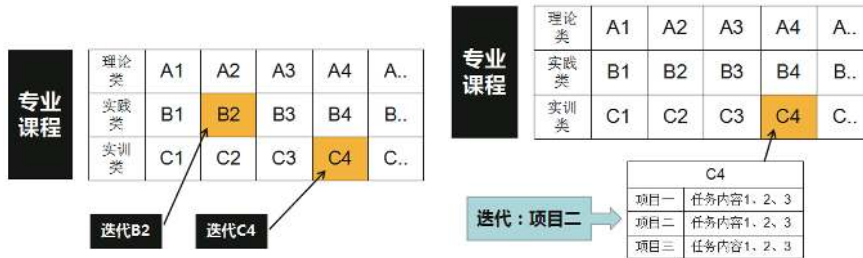 专业
课程
理论类 A1 A2 A3 A4 A..
实践类 B1 B2 B3 B4 B..
实训类 C1 C2 C3 C4 C..
迭代B2
迭代C4
专业
课程
理论类 A1 A2 A3 A4 A..
实践类 B1 B2 B3 B4 B..
实训类 C1 C2 C3 C4 C..
C4
项目一 任务内容1、2、3
项目二 任务内容1、2、3
项目三 任务内容1、2、3
迭代：项目二